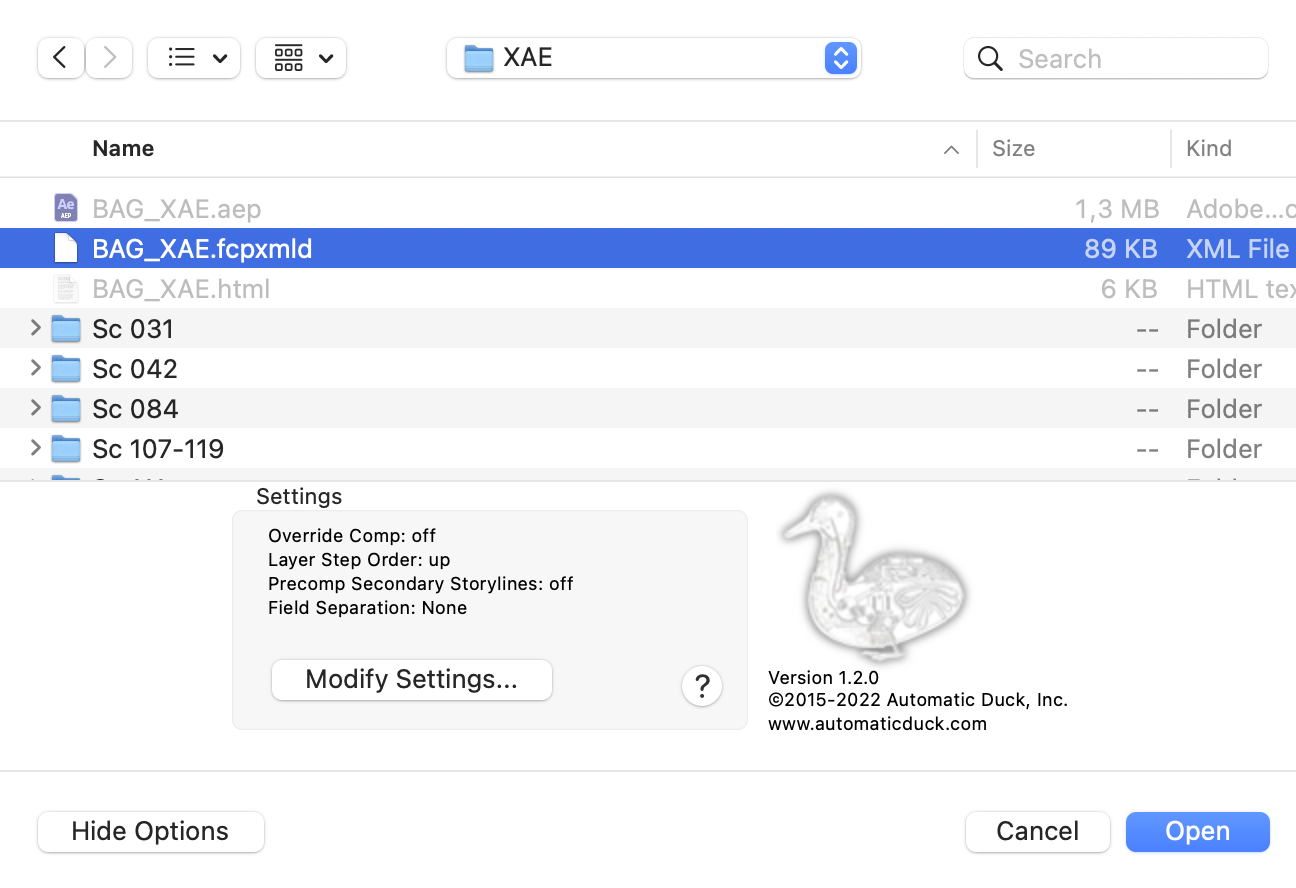 XAE
Search
Name
Size
Kind
Ae
AEP
BAG_XAE.aep
1,3 MB
Adobe...c
BAG_XAE.fcpxmld
89 KB
XML File
BAG_XAE.html
6 KB
HTML tex
Sc 031
--
Folder
Sc 042
--
Folder
Sc 084
--
Folder
Sc 107-119
--
Folder
Settings
Override Comp: off
Layer Step Order: up
Precomp Secondary Storylines: off
Field Separation: None
Modify Settings...
?
Version 1.2.0
©2015-2022 Automatic Duck, Inc.
www.automaticduck.com
Hide Options
Cancel
Open